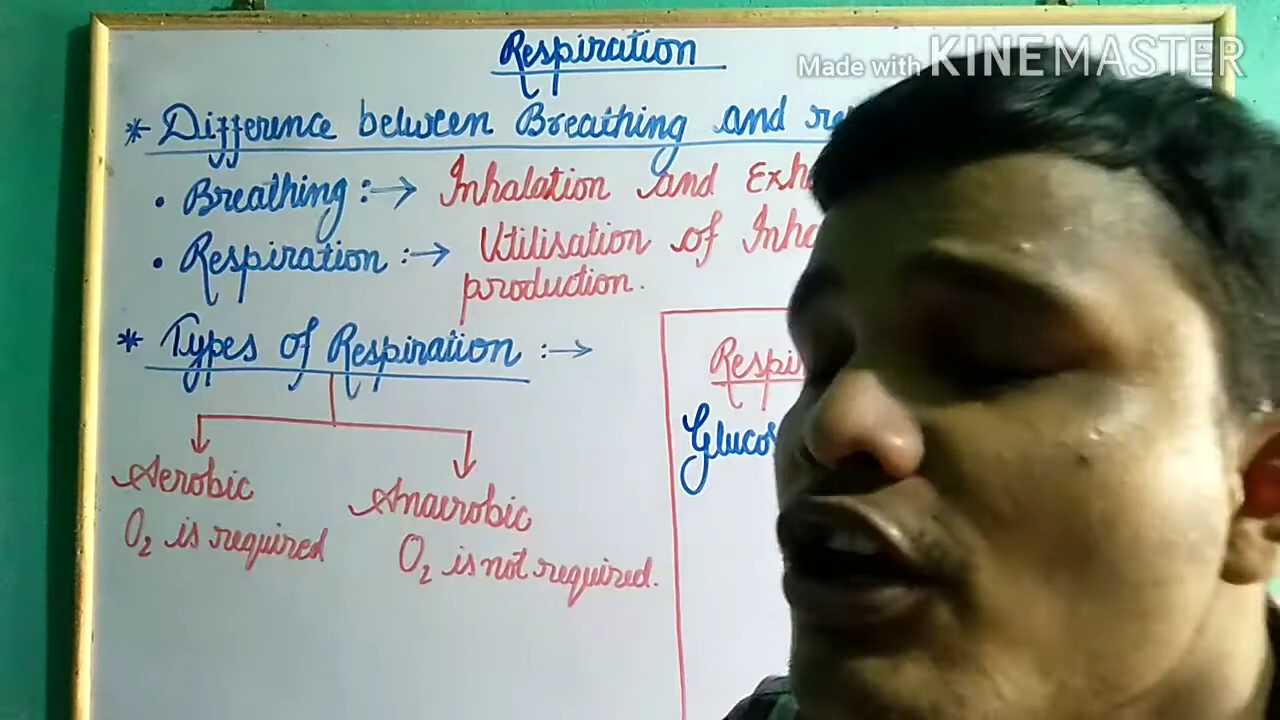 Respiration
Made with KINEMASTER
* Difference between Breathing and
• Breathing :→ Inhalation and
• Respiration :→ Utilisation of
production.
* Types of Respiration :→
Aerobic
O₂ is required
Anaerobic
O₂ is not required.